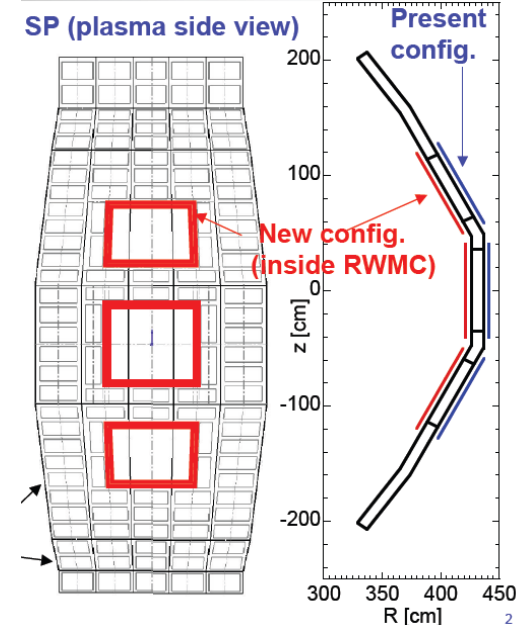 SP (plasma side view)
Present
config.
New config.
(inside RWMC)
200
100
0
-100
-200
z [cm]
300 350 400 450
R [cm]
2